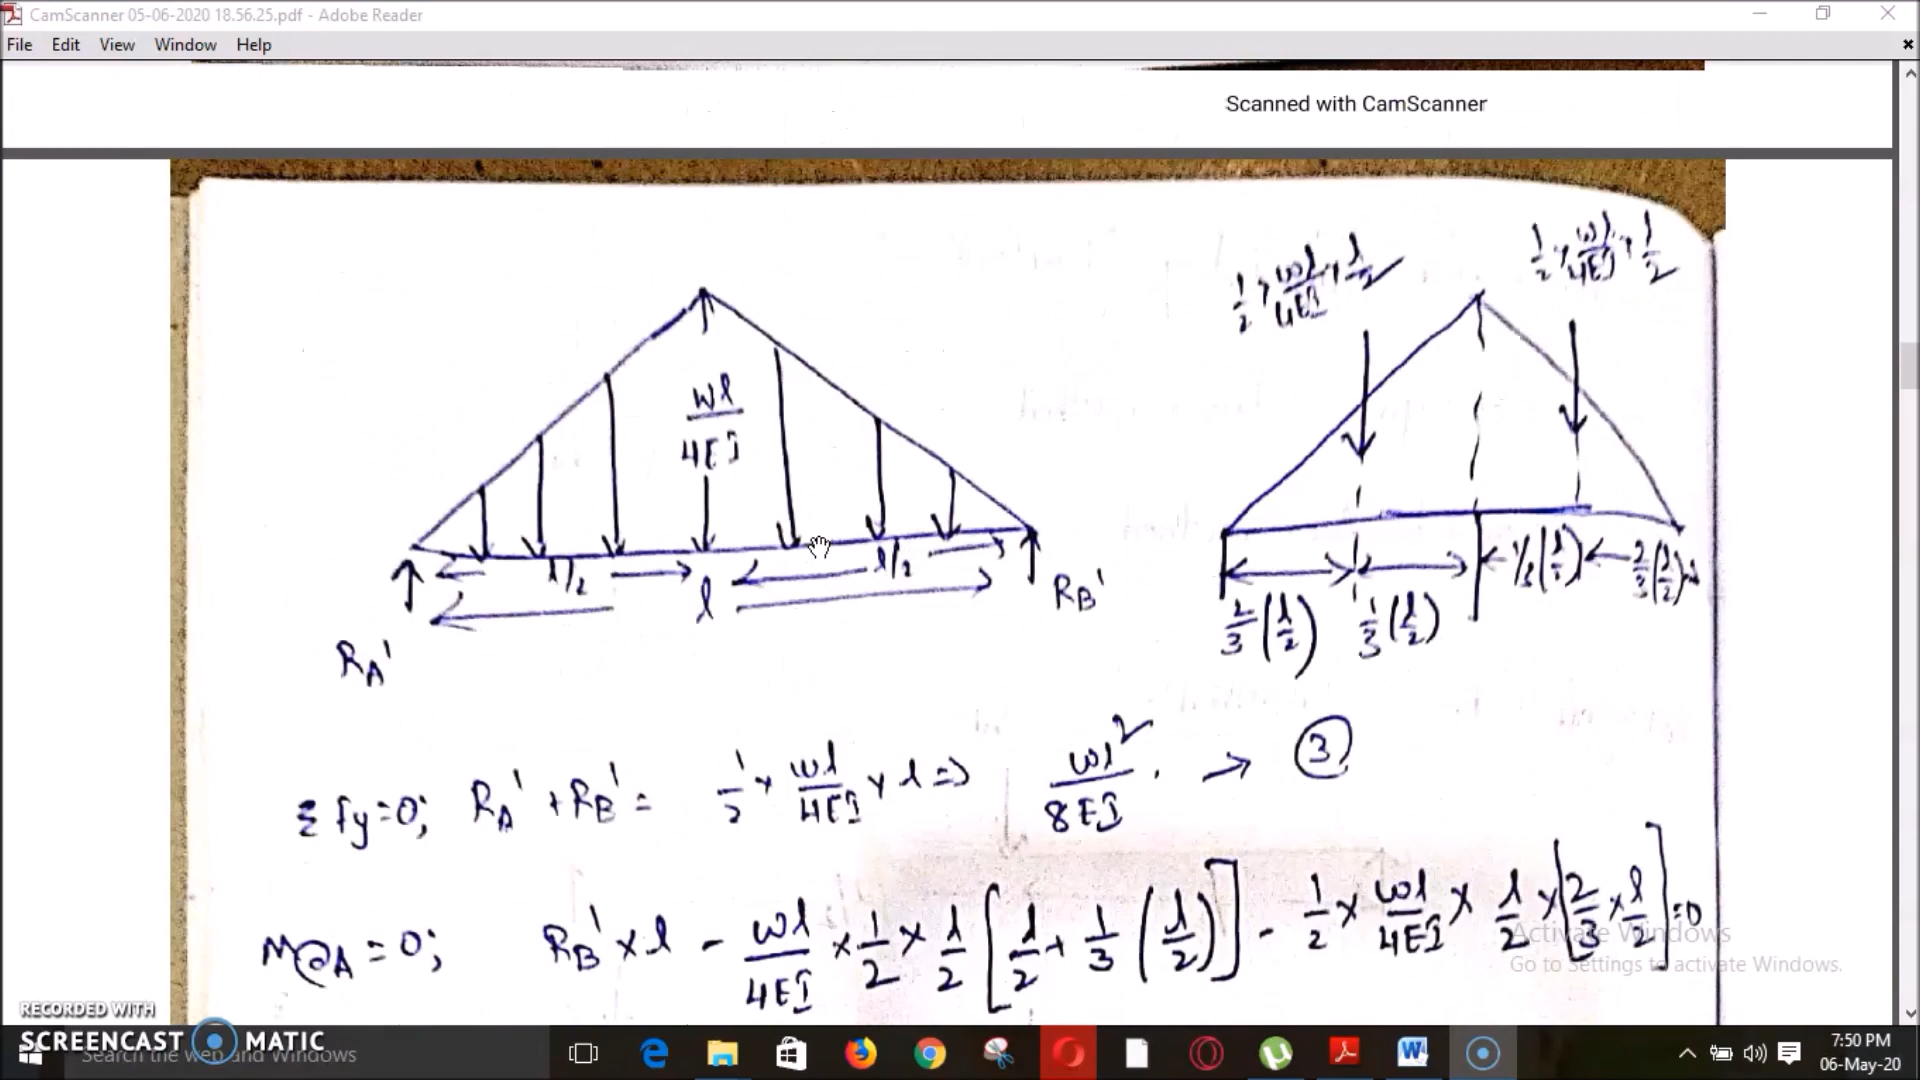 CamScanner 05-06-2020 18.56.25.pdf - Adobe Reader
File Edit View Window Help
Scanned with CamScanner
1/2 × wl/4EI × l/2
1/2 × wl/4EI × l/2
wl/4EI
l/2
l/2
l
RA'
RB'
2/3 (l/2)
1/3 (l/2)
1/3 (l/2)
2/3 (l/2)
Σfy=0; RA' + RB' = 1/2 × wl/4EI × l ⇒ wl²/8EI . → ③
M@A = 0; RB' × l - wl/4EI × 1/2 × l/2 [l/2 + 1/3 (l/2)] - 1/2 × wl/4EI × l/2 × [2/3 × l/2] = 0
Activate Windows
Go to Settings to activate Windows.
RECORDED WITH
SCREENCAST MATIC
Search the web and Windows
7:50 PM
06-May-20